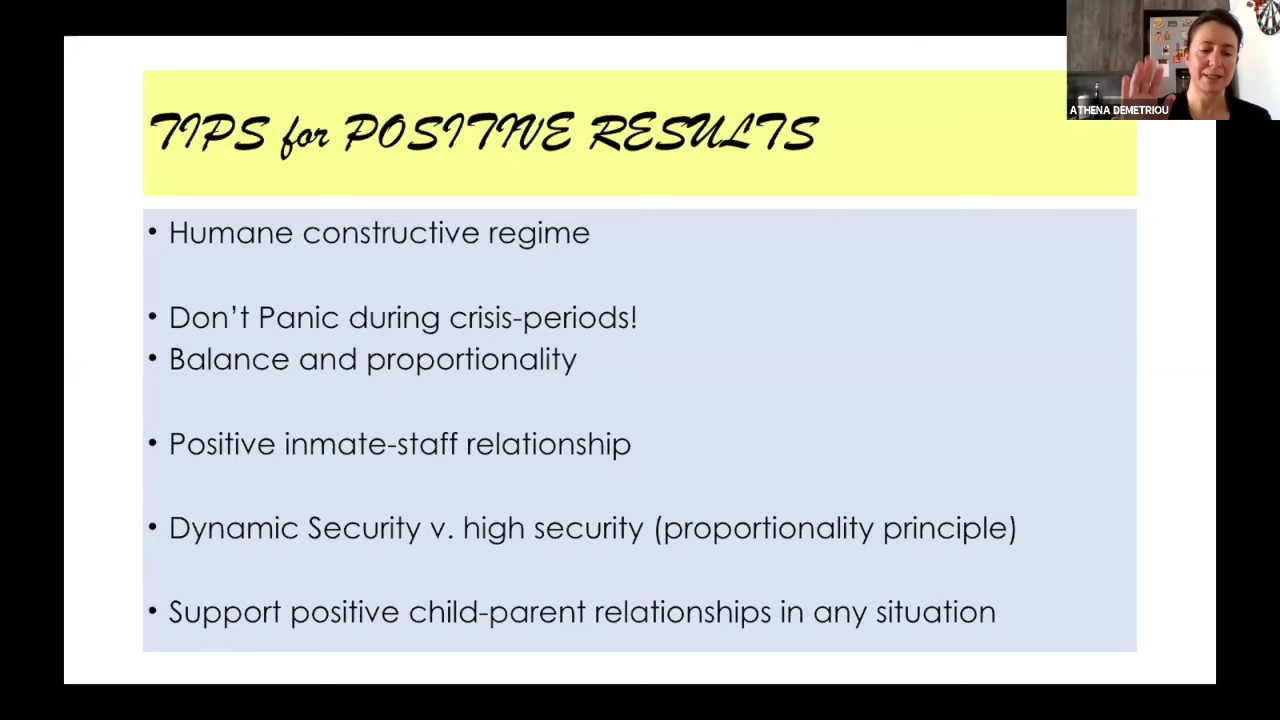 TIPS for POSITIVE RESULTS
ATHENA DEMETRIOU
• Humane constructive regime
• Don't Panic during crisis-periods!
• Balance and proportionality
• Positive inmate-staff relationship
• Dynamic Security v. high security (proportionality principle)
• Support positive child-parent relationships in any situation